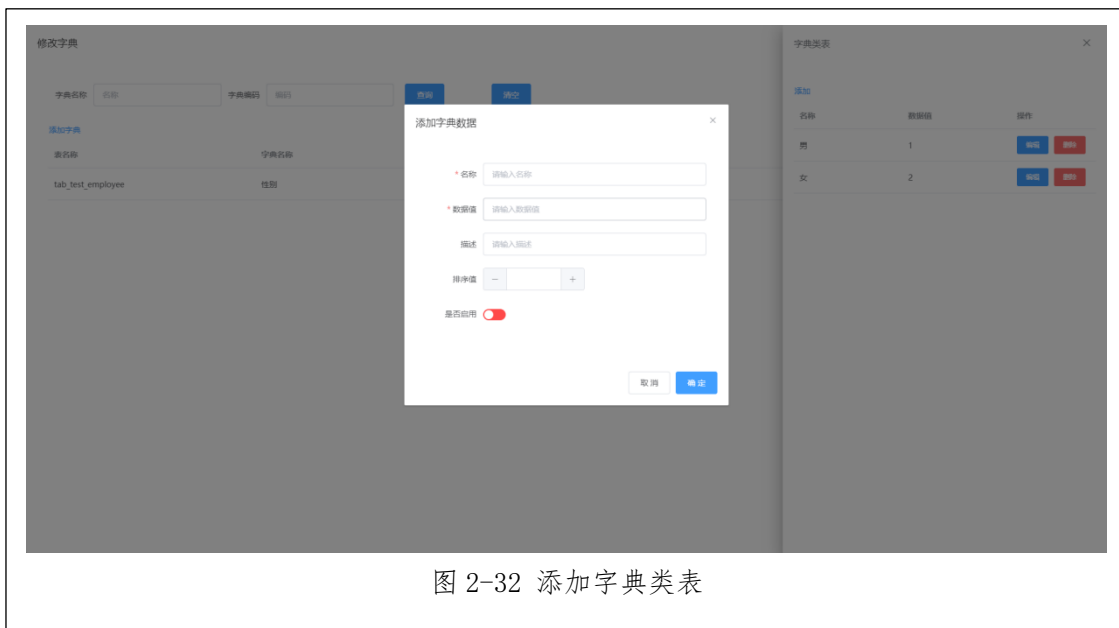 修改字典
字典类表 ×
字典名称 名称 字典编码 编码 查询 清空
添加
添加字典
名称 数据值 操作
表名称 字典名称
男 1 编辑 删除
tab_test_employee 性别
女 2 编辑 删除
添加字典数据 ×
* 名称 请输入名称
* 数据值 请输入数据值
描述 请输入描述
排序值 − +
是否启用
取消 确定
图 2-32 添加字典类表